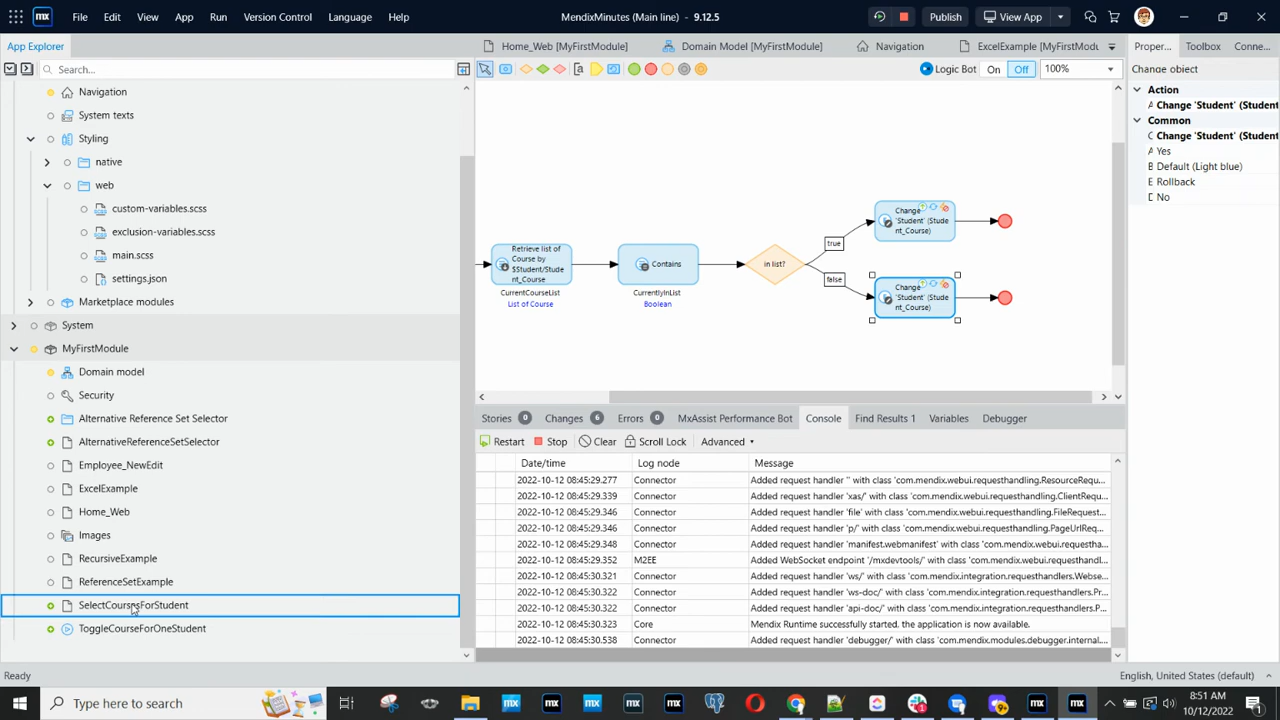 mx File Edit View App Run Version Control Language Help MendixMinutes (Main line) - 9.12.5 Publish View App
App Explorer Home_Web [MyFirstModule] Domain Model [MyFirstModule] Navigation ExcelExample [MyFirstModu Proper... Toolbox Conne...
Search... Logic Bot On Off 100% Change object
Navigation
System texts
Styling
native
web
custom-variables.scss
exclusion-variables.scss
main.scss
settings.json
Marketplace modules
System
MyFirstModule
Domain model
Security
Alternative Reference Set Selector
AlternativeReferenceSetSelector
Employee_NewEdit
ExcelExample
Home_Web
Images
RecursiveExample
ReferenceSetExample
SelectCoursesForStudent
ToggleCourseForOneStudent
Retrieve list of
Course by
$Student/Stude
nt_Course
CurrentCourseList
List of Course
Contains
CurrentlyInList
Boolean
in list?
true
false
Change
'Student' (Stude
nt_Course)
Change
'Student' (Stude
nt_Course)
Action
A Change 'Student' (Student
Common
C Change 'Student' (Student
A Yes
B Default (Light blue)
E Rollback
D No
Stories 0 Changes 6 Errors 0 MxAssist Performance Bot Console Find Results 1 Variables Debugger
Restart Stop Clear Scroll Lock Advanced
Date/time Log node Message
2022-10-12 08:45:29.277 Connector Added request handler '' with class 'com.mendix.webui.requesthandling.ResourceRequ...
2022-10-12 08:45:29.339 Connector Added request handler 'xas/' with class 'com.mendix.webui.requesthandling.ClientRequ...
2022-10-12 08:45:29.346 Connector Added request handler 'file' with class 'com.mendix.webui.requesthandling.FileRequest...
2022-10-12 08:45:29.346 Connector Added request handler 'p/' with class 'com.mendix.webui.requesthandling.PageUrlRequ...
2022-10-12 08:45:29.348 Connector Added request handler 'manifest.webmanifest' with class 'com.mendix.webui.requestha...
2022-10-12 08:45:29.352 M2EE Added WebSocket endpoint '/mxdevtools/' with class 'com.mendix.webui.requesthandlin...
2022-10-12 08:45:30.321 Connector Added request handler 'ws/' with class 'com.mendix.integration.requesthandlers.Webse...
2022-10-12 08:45:30.322 Connector Added request handler 'ws-doc/' with class 'com.mendix.integration.requesthandlers.Pr...
2022-10-12 08:45:30.322 Connector Added request handler 'api-doc/' with class 'com.mendix.integration.requesthandlers.P...
2022-10-12 08:45:30.323 Core Mendix Runtime successfully started, the application is now available.
2022-10-12 08:45:30.538 Connector Added request handler 'debugger/' with class 'com.mendix.modules.debugger.internal....
Ready English, United States (default)
Type here to search 8:51 AM
10/12/2022